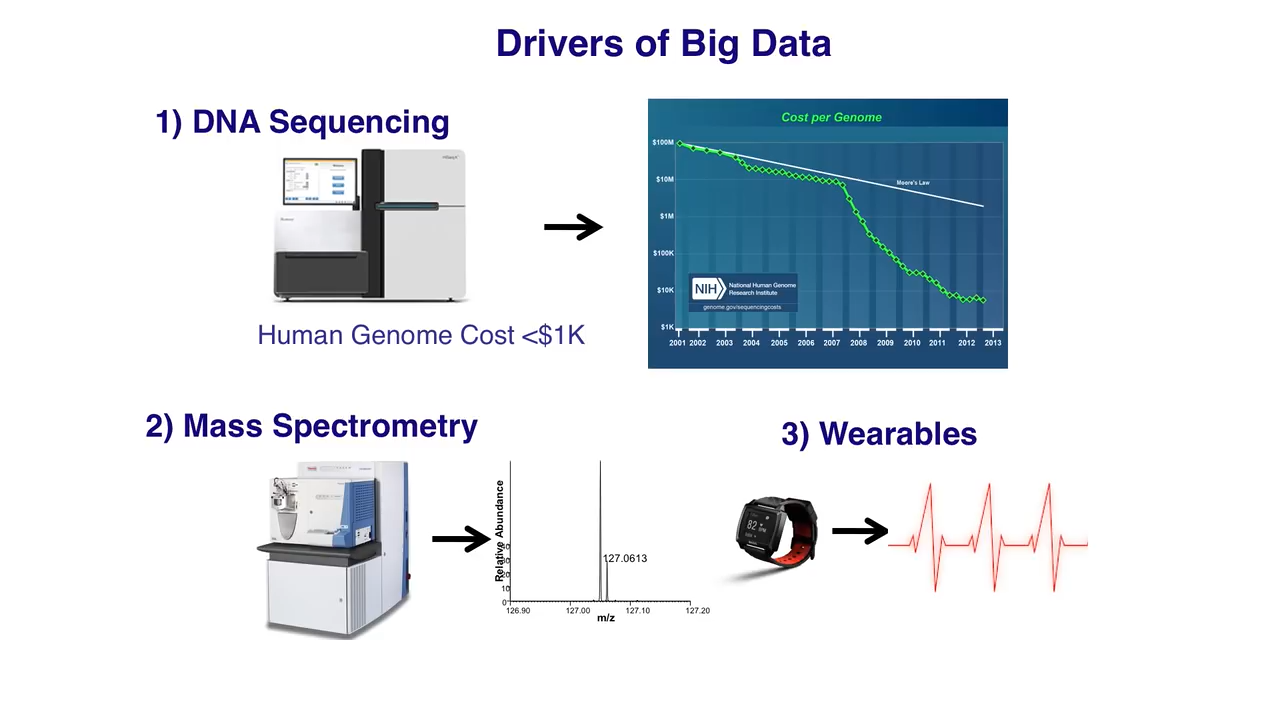 Drivers of Big Data
1) DNA Sequencing
Human Genome Cost <$1K
Cost per Genome
$100M
$10M
$1M
$100K
$10K
$1K
Moore's Law
NIH
National Human Genome
Research Institute
genome.gov/sequencingcosts
2001 2002 2003 2004 2005 2006 2007 2008 2009 2010 2011 2012 2013
2) Mass Spectrometry
Relative Abundance
30
20
10
0
127.0613
126.90 127.00 127.10 127.20
m/z
3) Wearables
82